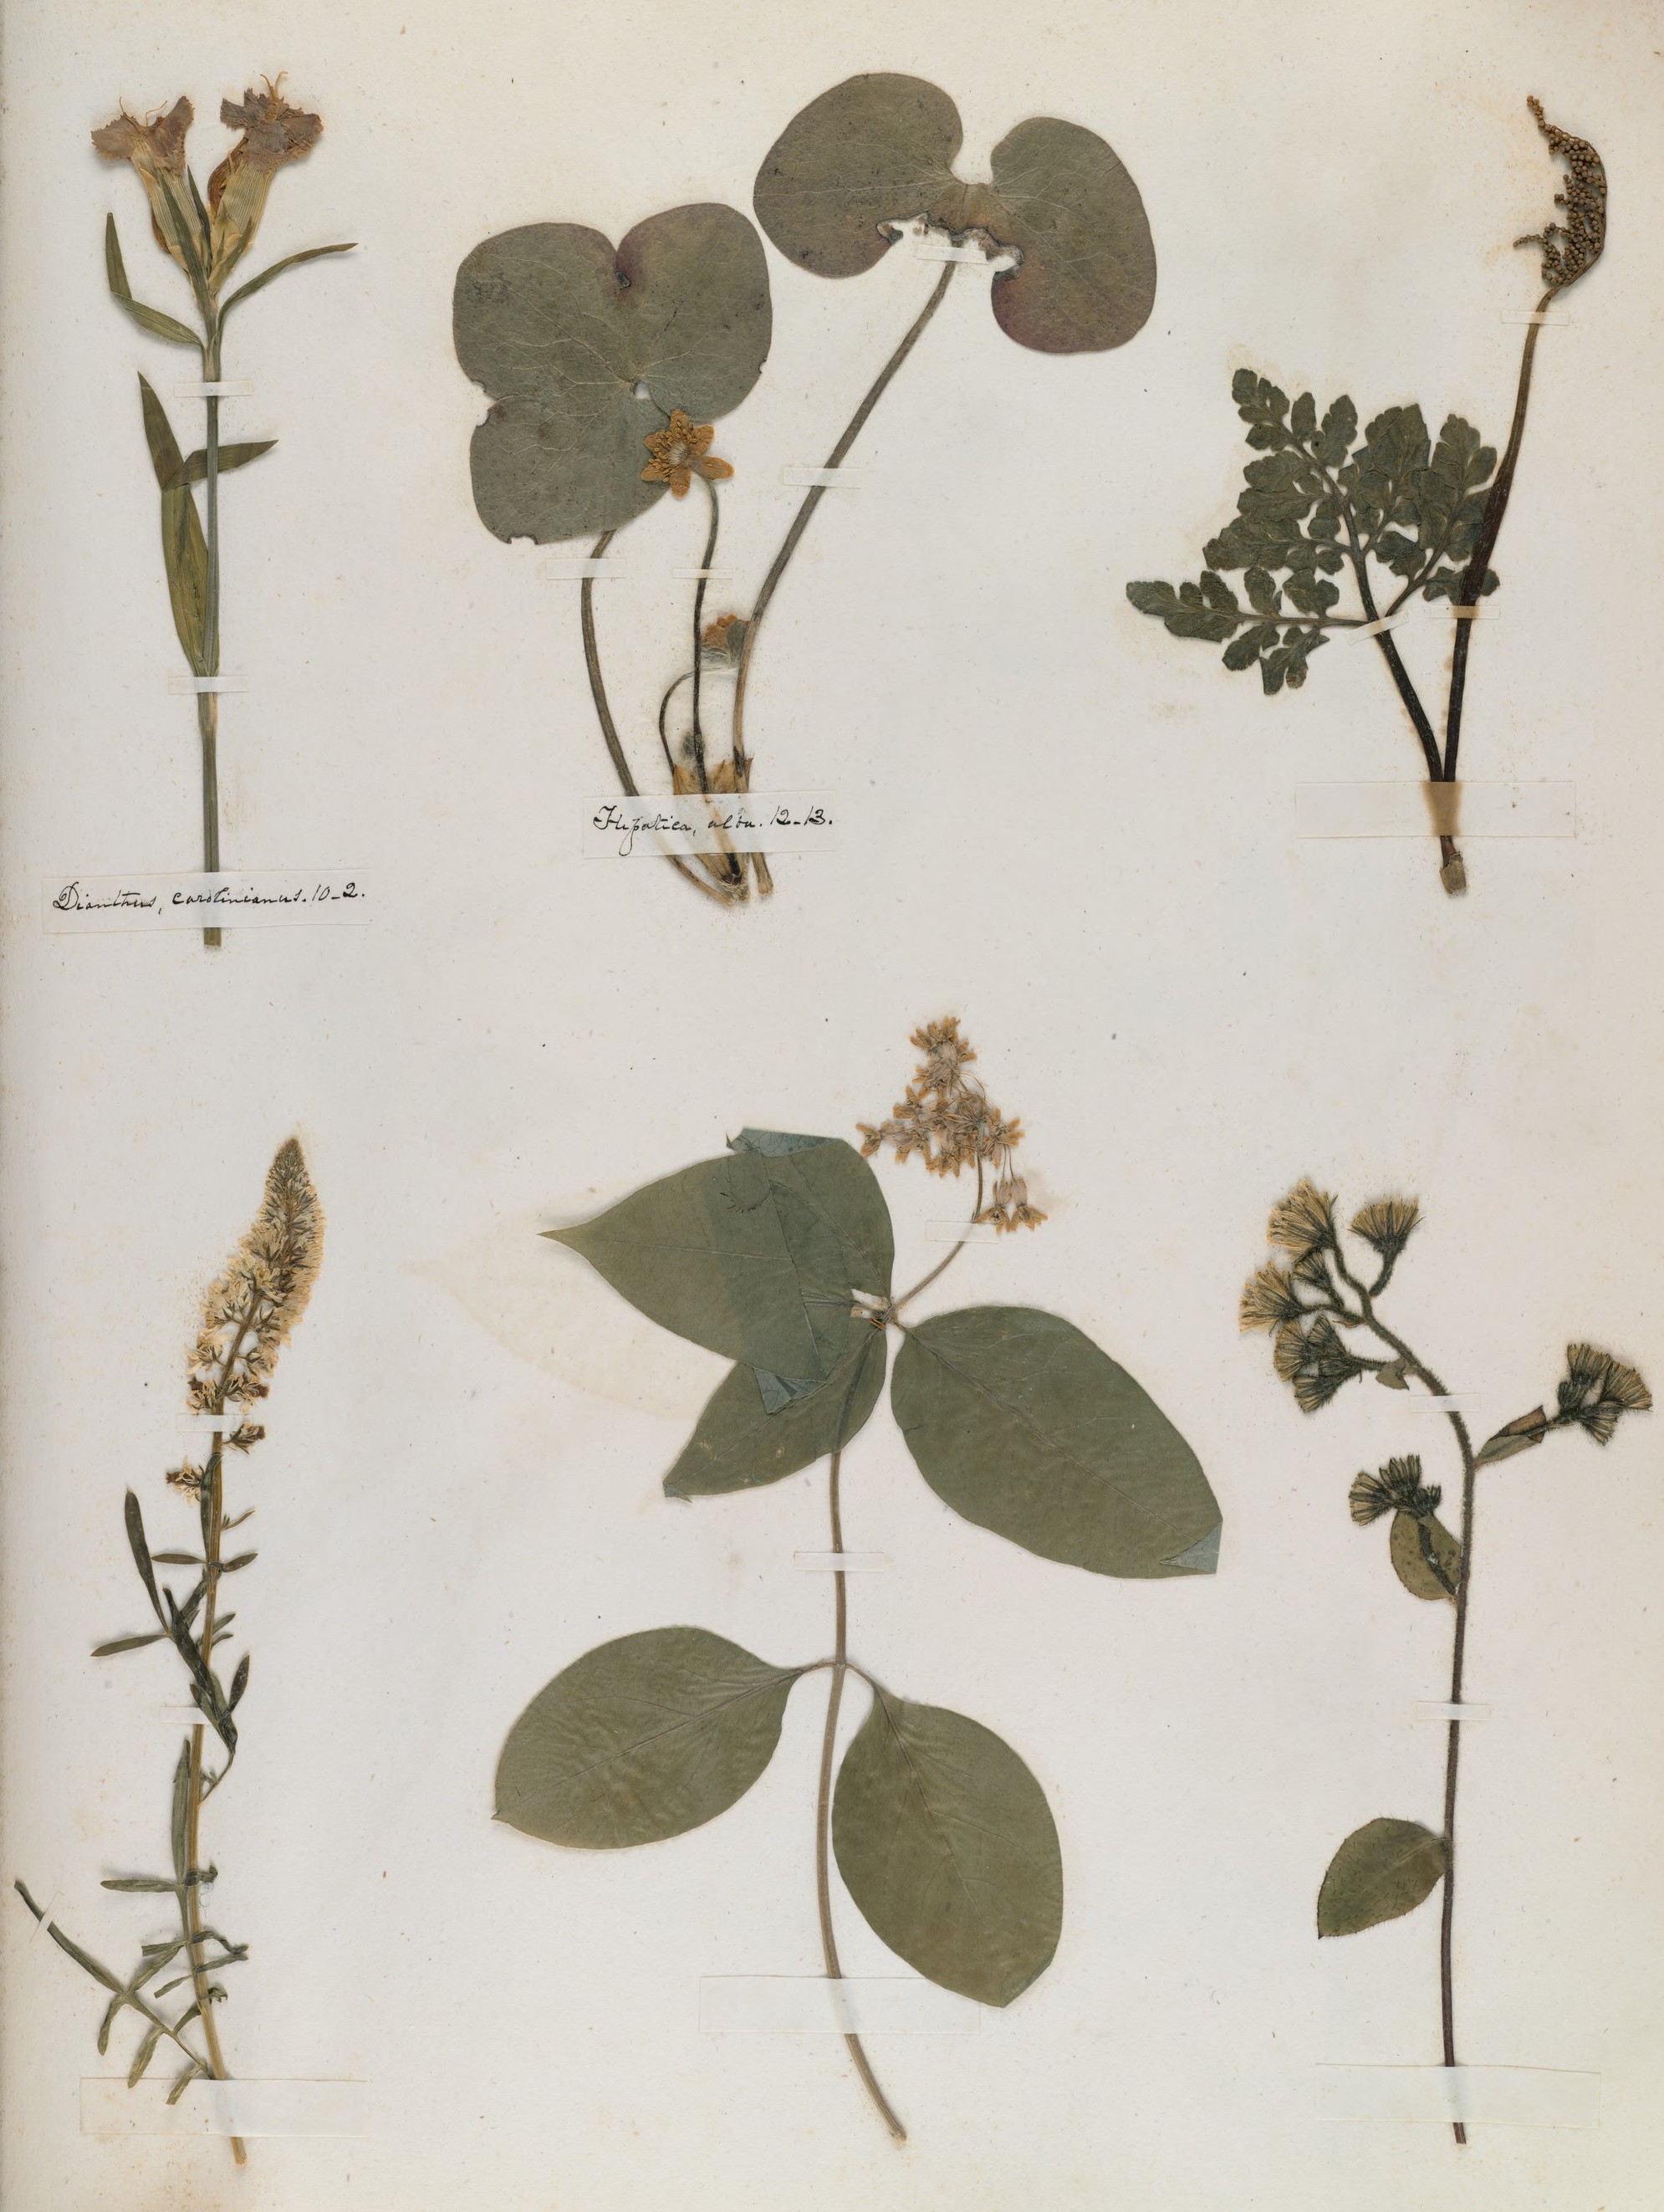 Hepatica, alba. 12-13.
Dianthus, carolinianus. 10-2.